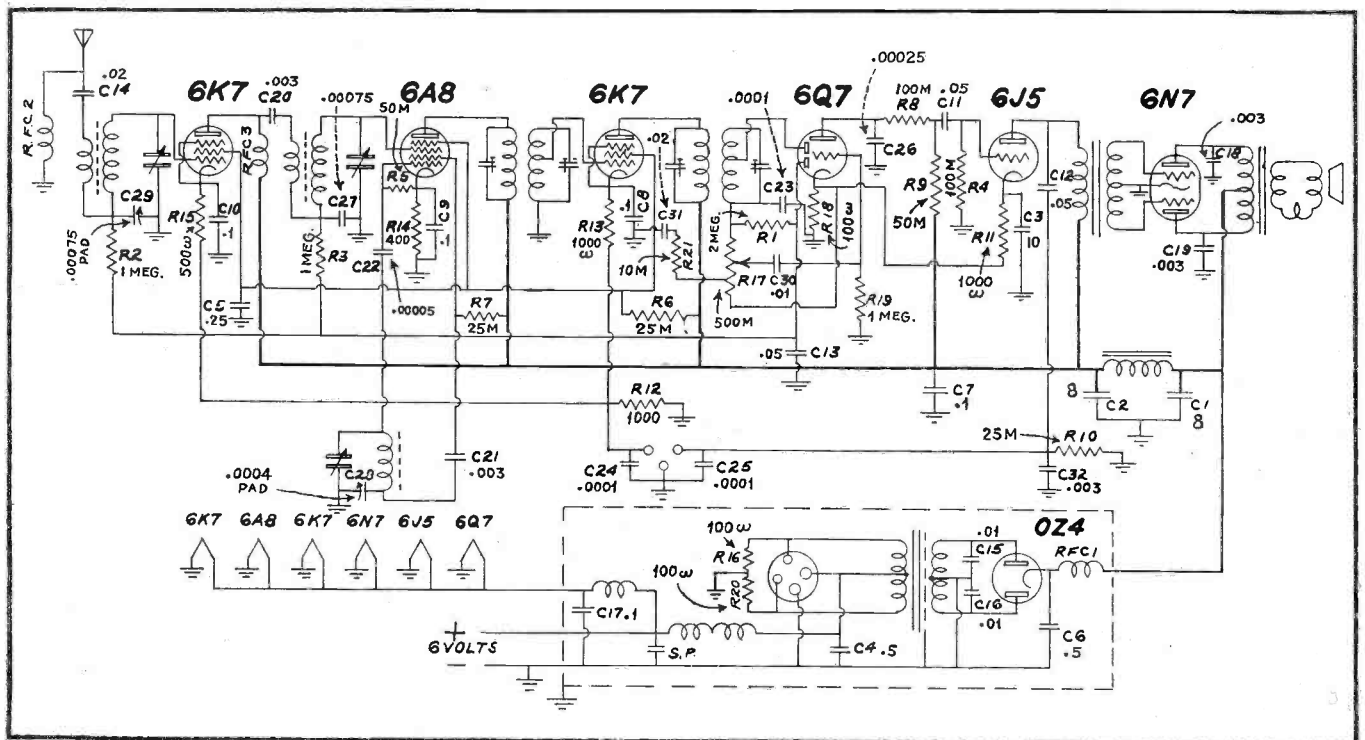 R.F.C.2
.02
C14
6K7
.003
C20
RFC3
.00075
C27
50M
6A8
R5
R14
400
C9
.1
C22
.00005
6K7
.02
C8
.1
C31
R13
1000
ω
R21
10M
.0001
C23
2 MEG.
R1
R17
C30
.01
500M
6Q7
R18
100ω
R19
1 MEG.
.00025
C26
100M
R8
.05
C11
R9
50M
R4
100M
6J5
R11
1000
ω
C3
10
C12
.05
6N7
.003
C18
C19
.003
C29
.00075
PAD
R2
1 MEG.
R15
500ω
C10
.1
C5
.25
1 MEG.
R3
R7
25M
R6
25M
.05
C13
C7
.1
8
C2
C1
8
R12
1000
C24
.0001
C25
.0001
25M
R10
C32
.003
.0004
PAD
C28
C21
.003
6K7 6A8 6K7 6N7 6J5 6Q7
C17.1
+
6 VOLTS
S.P.
100ω
R16
100ω
R20
C4 .5
.01
C15
C16
.01
OZ4
RFC1
C6
.5